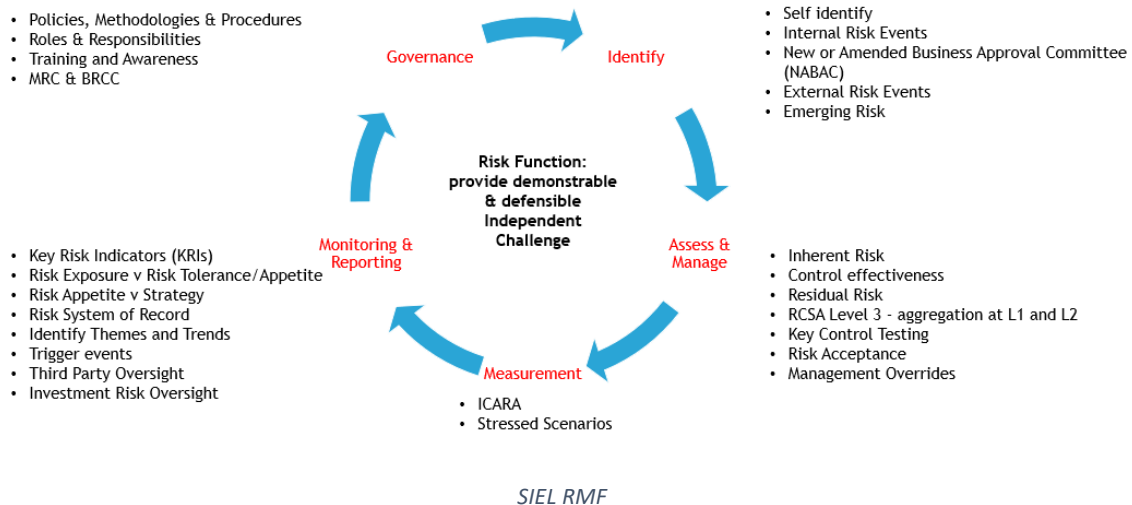 • Policies, Methodologies & Procedures
• Roles & Responsibilities
• Training and Awareness
• MRC & BRCC
Governance
Identify
• Self identify
• Internal Risk Events
• New or Amended Business Approval Committee
(NABAC)
• External Risk Events
• Emerging Risk
Risk Function:
provide demonstrable
& defensible
Independent
Challenge
Assess &
Manage
• Inherent Risk
• Control effectiveness
• Residual Risk
• RCSA Level 3 - aggregation at L1 and L2
• Key Control Testing
• Risk Acceptance
• Management Overrides
Measurement
• ICARA
• Stressed Scenarios
Monitoring &
Reporting
• Key Risk Indicators (KRIs)
• Risk Exposure v Risk Tolerance/Appetite
• Risk Appetite v Strategy
• Risk System of Record
• Identify Themes and Trends
• Trigger events
• Third Party Oversight
• Investment Risk Oversight
SIEL RMF